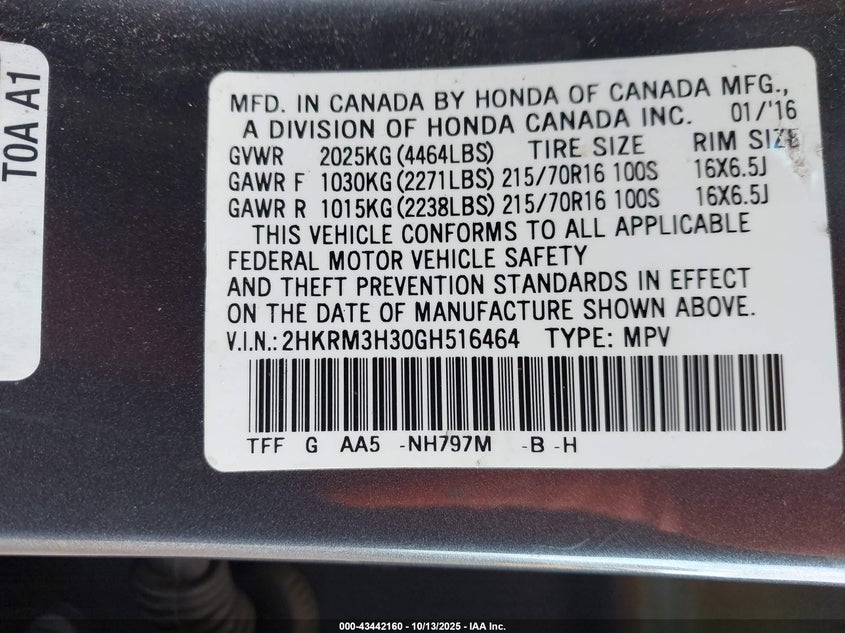 T0A A1
MFD. IN CANADA BY HONDA OF CANADA MFG.,
A DIVISION OF HONDA CANADA INC. 01/'16
GVWR 2025KG (4464LBS) TIRE SIZE RIM SIZE
GAWR F 1030KG (2271LBS) 215/70R16 100S 16X6.5J
GAWR R 1015KG (2238LBS) 215/70R16 100S 16X6.5J
THIS VEHICLE CONFORMS TO ALL APPLICABLE
FEDERAL MOTOR VEHICLE SAFETY
AND THEFT PREVENTION STANDARDS IN EFFECT
ON THE DATE OF MANUFACTURE SHOWN ABOVE.
V.I.N.: 2HKRM3H30GH516464 TYPE: MPV
TFF G AA5 -NH797M -B -H
000-43442160 - 10/13/2025 - IAA Inc.